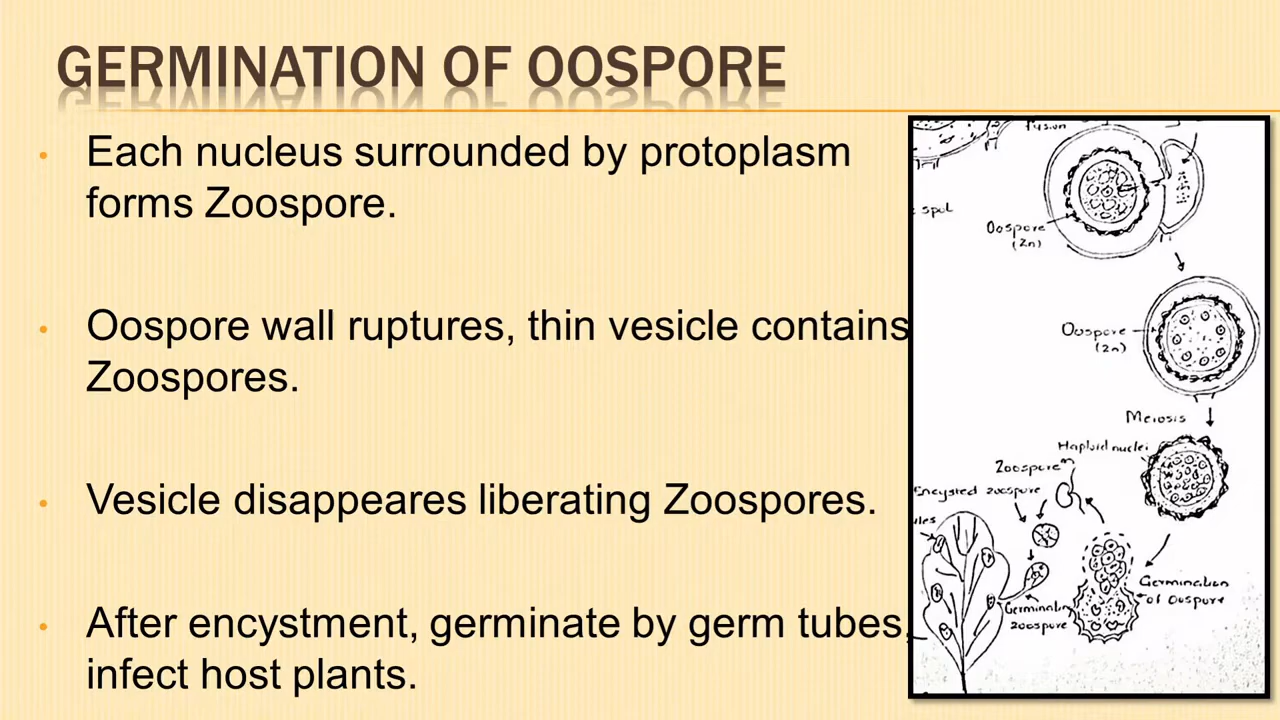 GERMINATION OF OOSPORE
• Each nucleus surrounded by protoplasm
forms Zoospore.
• Oospore wall ruptures, thin vesicle contains
Zoospores.
• Vesicle disappeares liberating Zoospores.
• After encystment, germinate by germ tubes,
infect host plants.
fusion
Oospore
(2n)
Oospore
(2n)
Meiosis
Haploid nuclei
Zoospore
Encysted zoospore
Germination
of Oospore
Germinating
zoospore